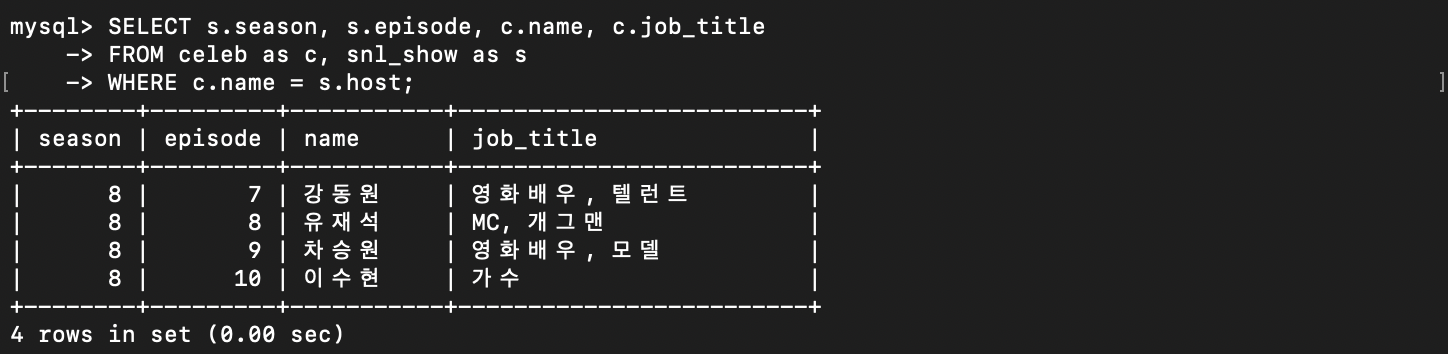 mysql> SELECT s.season, s.episode, c.name, c.job_title
    -> FROM celeb as c, snl_show as s
[    -> WHERE c.name = s.host;                                                                              ]
+--------+---------+-----------+-------------------------+
| season | episode | name      | job_title               |
+--------+---------+-----------+-------------------------+
|      8 |       7 | 강동원    | 영화배우, 텔런트        |
|      8 |       8 | 유재석    | MC, 개그맨              |
|      8 |       9 | 차승원    | 영화배우, 모델          |
|      8 |      10 | 이수현    | 가수                    |
+--------+---------+-----------+-------------------------+
4 rows in set (0.00 sec)